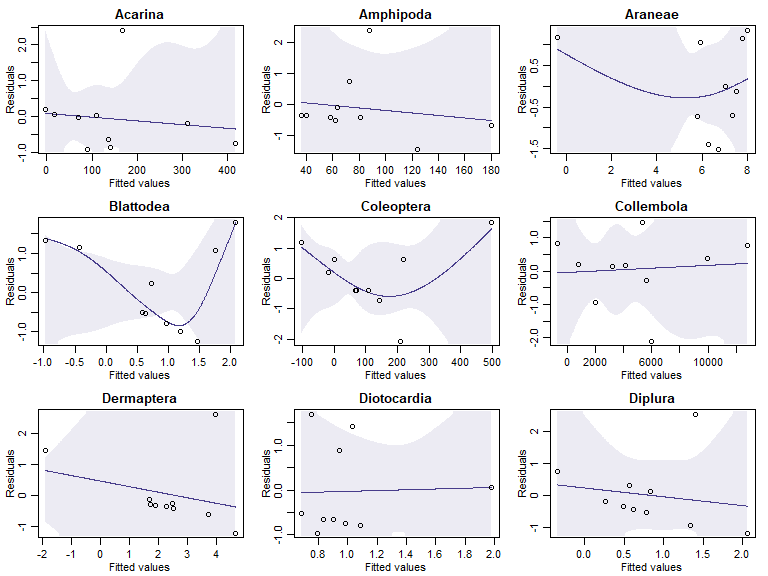 Acarina
Residuals
2.0
1.0
0.0
-1.0
0 100 200 300 400
Fitted values
Amphipoda
Residuals
2
1
0
-1
40 60 80 100 120 140 160 180
Fitted values
Araneae
Residuals
0.5
-0.5
-1.5
0 2 4 6 8
Fitted values
Blattodea
Residuals
1.0
0.0
-1.0
-1.0 -0.5 0.0 0.5 1.0 1.5 2.0
Fitted values
Coleoptera
Residuals
2
1
0
-1
-2
-100 0 100 200 300 400 500
Fitted values
Collembola
Residuals
1.0
0.0
-1.0
-2.0
0 2000 6000 10000
Fitted values
Dermaptera
Residuals
2
1
0
-1
-2 -1 0 1 2 3 4
Fitted values
Diotocardia
Residuals
1.0
0.0
-1.0
0.8 1.0 1.2 1.4 1.6 1.8 2.0
Fitted values
Diplura
Residuals
2
1
0
-1
0.0 0.5 1.0 1.5 2.0
Fitted values